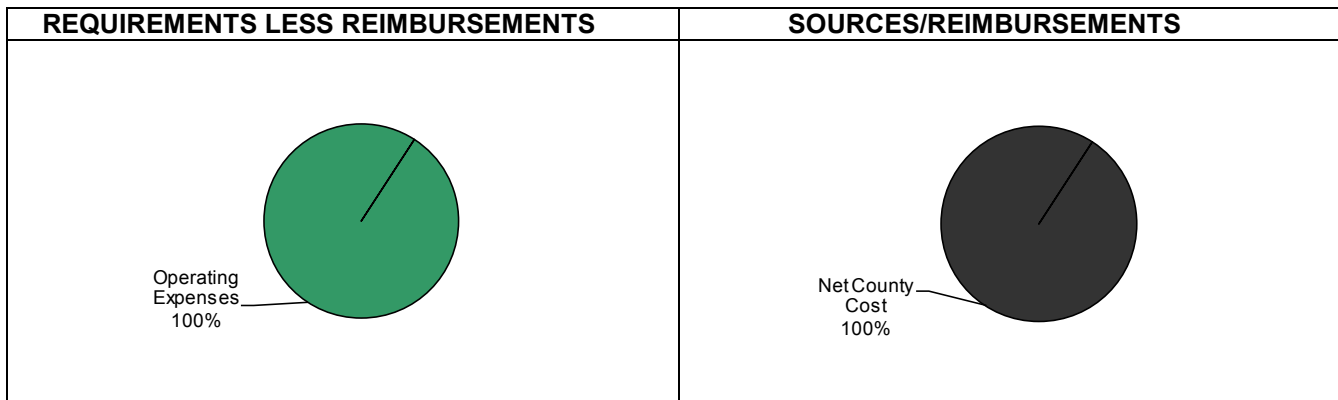 REQUIREMENTS LESS REIMBURSEMENTS
SOURCES/REIMBURSEMENTS
Operating
Expenses
100%
Net County
Cost
100%